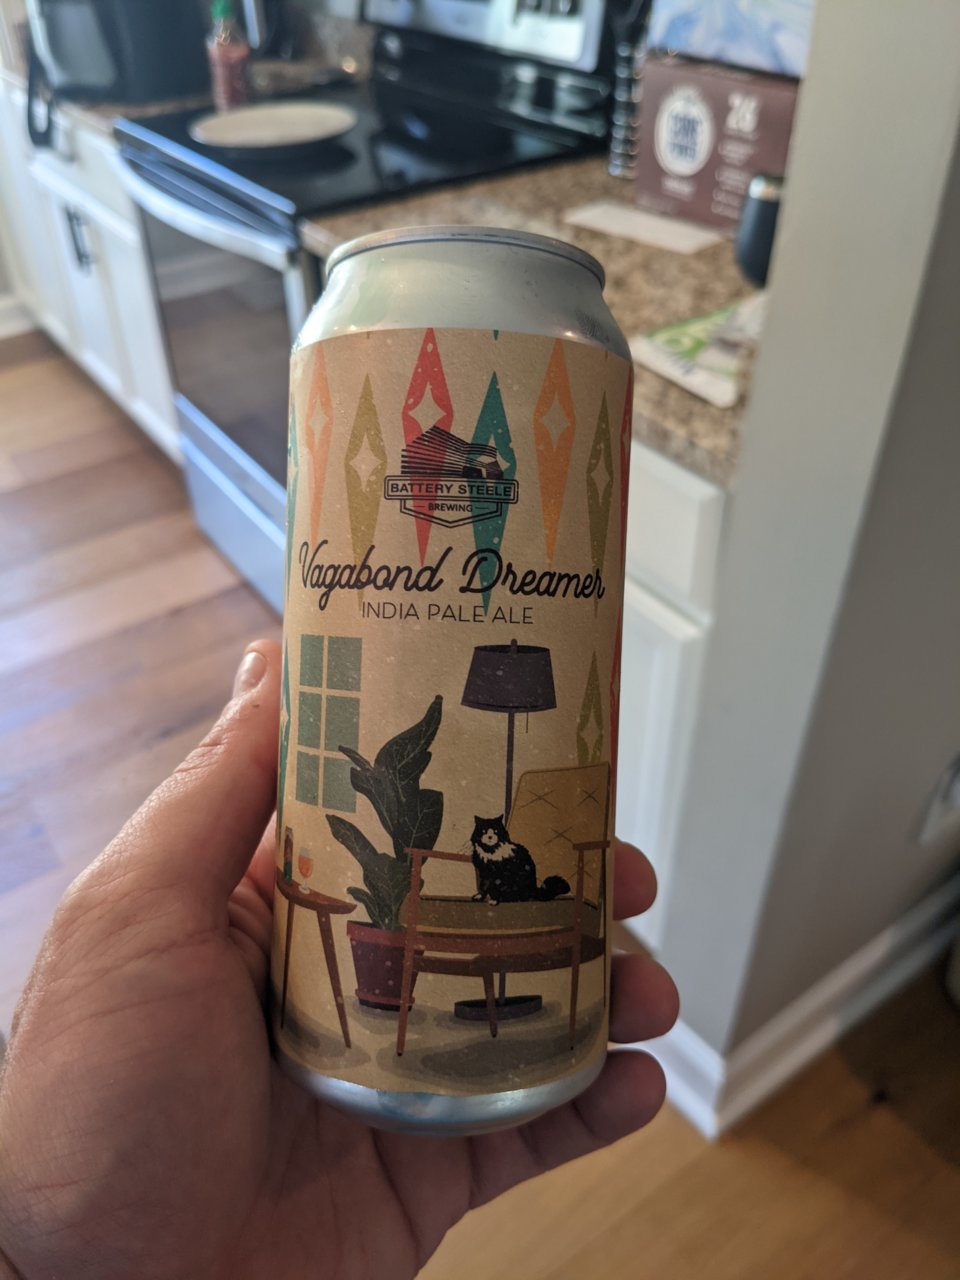 BATTERY STEELE
BREWING
Vagabond Dreamer
INDIA PALE ALE